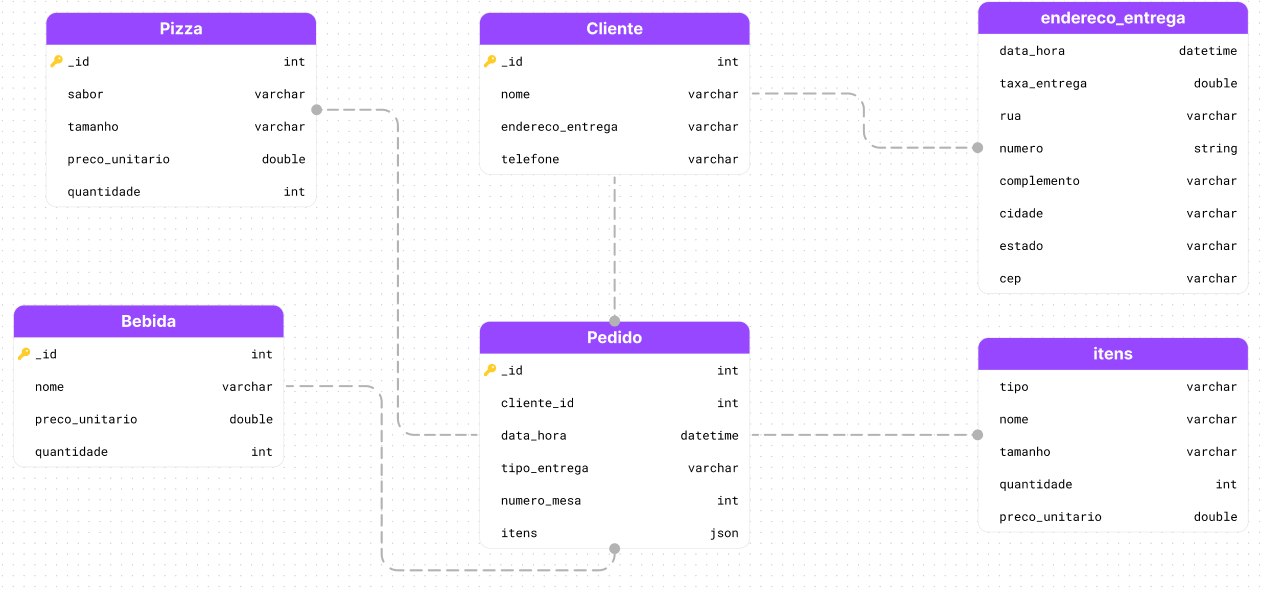 Pizza
_id int
sabor varchar
tamanho varchar
preco_unitario double
quantidade int
Cliente
_id int
nome varchar
endereco_entrega varchar
telefone varchar
endereco_entrega
data_hora datetime
taxa_entrega double
rua varchar
numero string
complemento varchar
cidade varchar
estado varchar
cep varchar
Bebida
_id int
nome varchar
preco_unitario double
quantidade int
Pedido
_id int
cliente_id int
data_hora datetime
tipo_entrega varchar
numero_mesa int
itens json
itens
tipo varchar
nome varchar
tamanho varchar
quantidade int
preco_unitario double